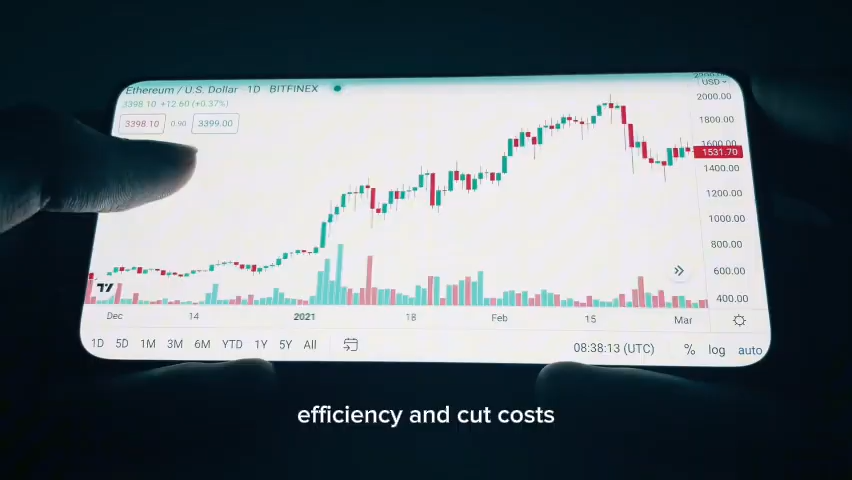 Ethereum / U.S. Dollar 1D BITFINEX
3398.10 +12.60 (+0.37%)
3398.10 0.90 3399.00
2200.00
USD
2000.00
1800.00
1600.00
1531.70
1400.00
1200.00
1000.00
800.00
600.00
400.00
Dec 14 2021 18 Feb 15 Mar
1D 5D 1M 3M 6M YTD 1Y 5Y All
08:38:13 (UTC) % log auto
efficiency and cut costs